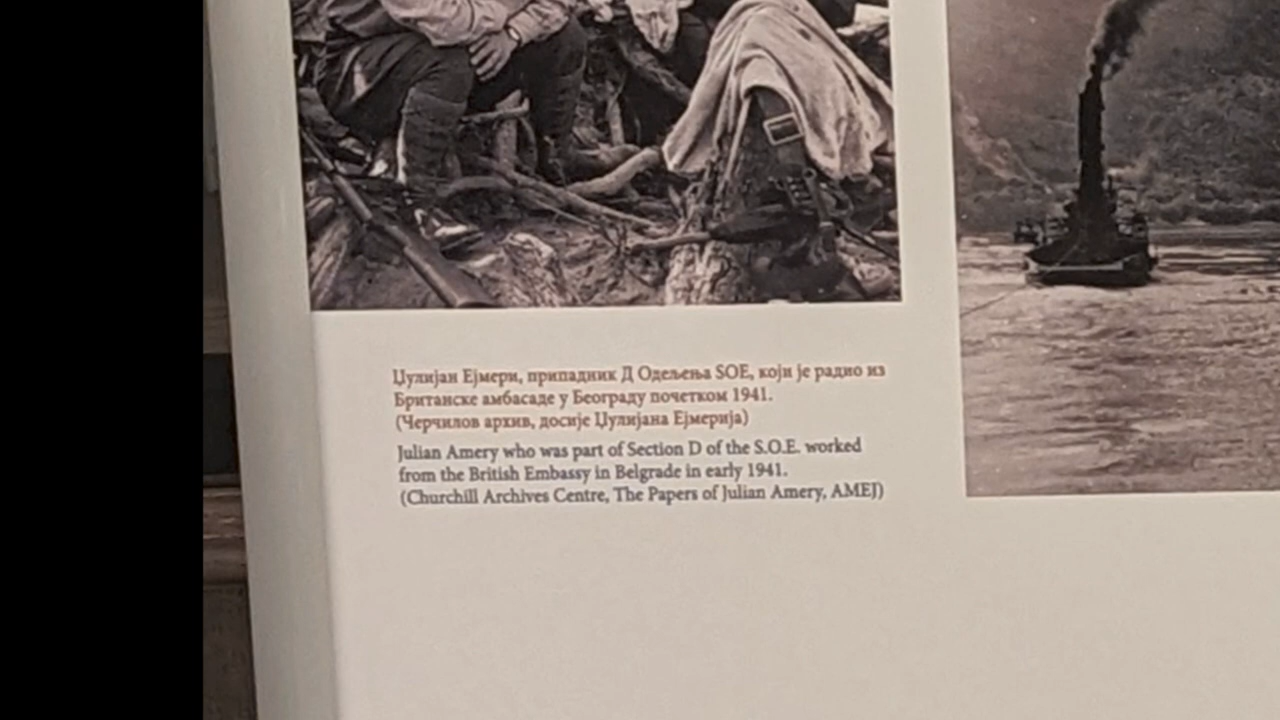 Џулијан Ејмери, припадник Д Одељења SOE, који је радио из
Британске амбасаде у Београду почетком 1941.
(Черчилов архив, досије Џулијана Ејмерија)
Julian Amery who was part of Section D of the S.O.E. worked
from the British Embassy in Belgrade in early 1941.
(Churchill Archives Centre, The Papers of Julian Amery, AMEJ)